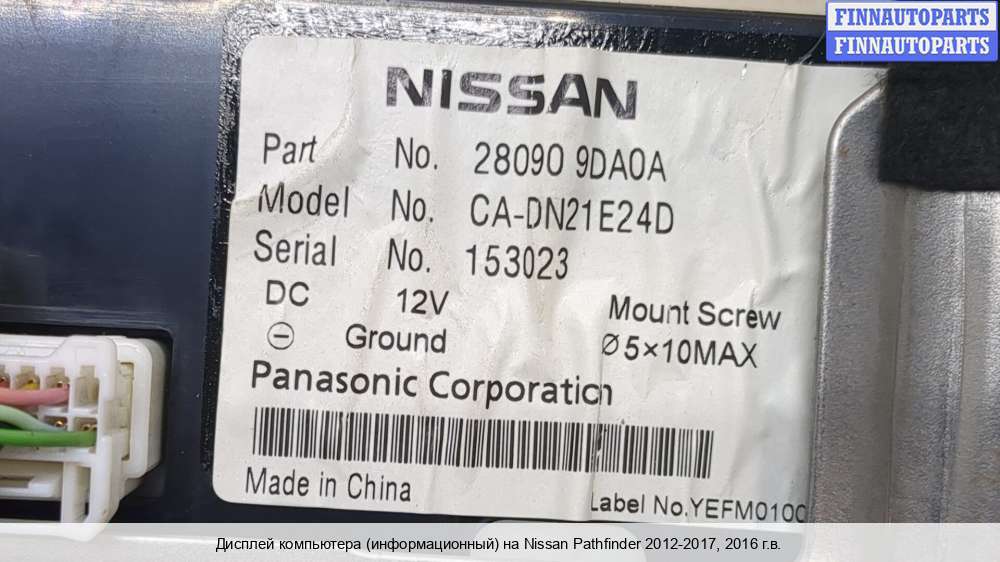 FINNAUTOPARTS
FINNAUTOPARTS
NISSAN
Part No. 28090 9DA0A
Model No. CA-DN21E24D
Serial No. 153023
DC 12V Mount Screw
⊖ Ground Ø5×10MAX
Panasonic Corporation
Made in China
Label No.YEFM0100
Дисплей компьютера (информационный) на Nissan Pathfinder 2012-2017, 2016 г.в.